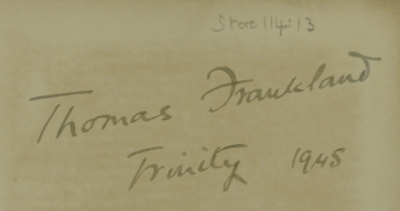 Store 114:13
Thomas Frankland
Trinity 1945